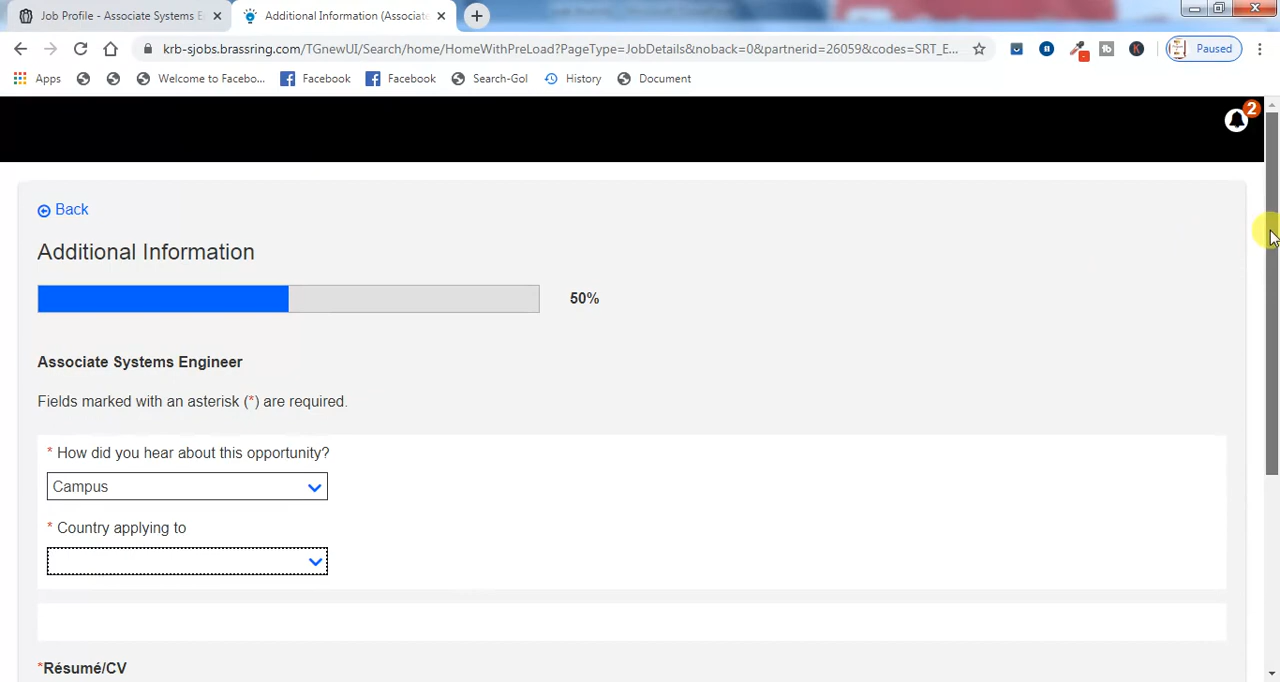 Job Profile - Associate Systems E
Additional Information (Associate
krb-sjobs.brassring.com/TGnewUI/Search/home/HomeWithPreLoad?PageType=JobDetails&noback=0&partnerid=26059&codes=SRT_E...
Paused
Apps
Welcome to Facebo...
Facebook
Facebook
Search-Gol
History
Document
2
Back
Additional Information
50%
Associate Systems Engineer
Fields marked with an asterisk (*) are required.
* How did you hear about this opportunity?
Campus
* Country applying to
*Résumé/CV